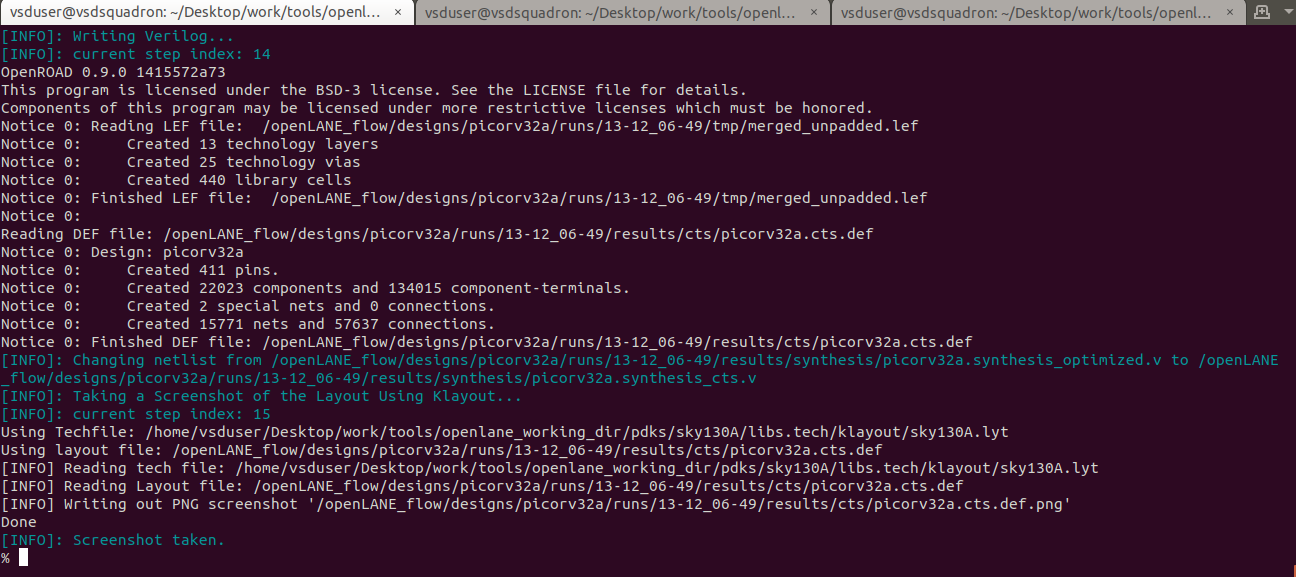 vsduser@vsdsquadron: ~/Desktop/work/tools/openl... × vsduser@vsdsquadron: ~/Desktop/work/tools/openl... × vsduser@vsdsquadron: ~/Desktop/work/tools/openl... ×
[INFO]: Writing Verilog...
[INFO]: current step index: 14
OpenROAD 0.9.0 1415572a73
This program is licensed under the BSD-3 license. See the LICENSE file for details.
Components of this program may be licensed under more restrictive licenses which must be honored.
Notice 0: Reading LEF file:  /openLANE_flow/designs/picorv32a/runs/13-12_06-49/tmp/merged_unpadded.lef
Notice 0:     Created 13 technology layers
Notice 0:     Created 25 technology vias
Notice 0:     Created 440 library cells
Notice 0: Finished LEF file:  /openLANE_flow/designs/picorv32a/runs/13-12_06-49/tmp/merged_unpadded.lef
Notice 0:
Reading DEF file: /openLANE_flow/designs/picorv32a/runs/13-12_06-49/results/cts/picorv32a.cts.def
Notice 0: Design: picorv32a
Notice 0:     Created 411 pins.
Notice 0:     Created 22023 components and 134015 component-terminals.
Notice 0:     Created 2 special nets and 0 connections.
Notice 0:     Created 15771 nets and 57637 connections.
Notice 0: Finished DEF file: /openLANE_flow/designs/picorv32a/runs/13-12_06-49/results/cts/picorv32a.cts.def
[INFO]: Changing netlist from /openLANE_flow/designs/picorv32a/runs/13-12_06-49/results/synthesis/picorv32a.synthesis_optimized.v to /openLANE
_flow/designs/picorv32a/runs/13-12_06-49/results/synthesis/picorv32a.synthesis_cts.v
[INFO]: Taking a Screenshot of the Layout Using Klayout...
[INFO]: current step index: 15
Using Techfile: /home/vsduser/Desktop/work/tools/openlane_working_dir/pdks/sky130A/libs.tech/klayout/sky130A.lyt
Using layout file: /openLANE_flow/designs/picorv32a/runs/13-12_06-49/results/cts/picorv32a.cts.def
[INFO] Reading tech file: /home/vsduser/Desktop/work/tools/openlane_working_dir/pdks/sky130A/libs.tech/klayout/sky130A.lyt
[INFO] Reading Layout file: /openLANE_flow/designs/picorv32a/runs/13-12_06-49/results/cts/picorv32a.cts.def
[INFO] Writing out PNG screenshot '/openLANE_flow/designs/picorv32a/runs/13-12_06-49/results/cts/picorv32a.cts.def.png'
Done
[INFO]: Screenshot taken.
%